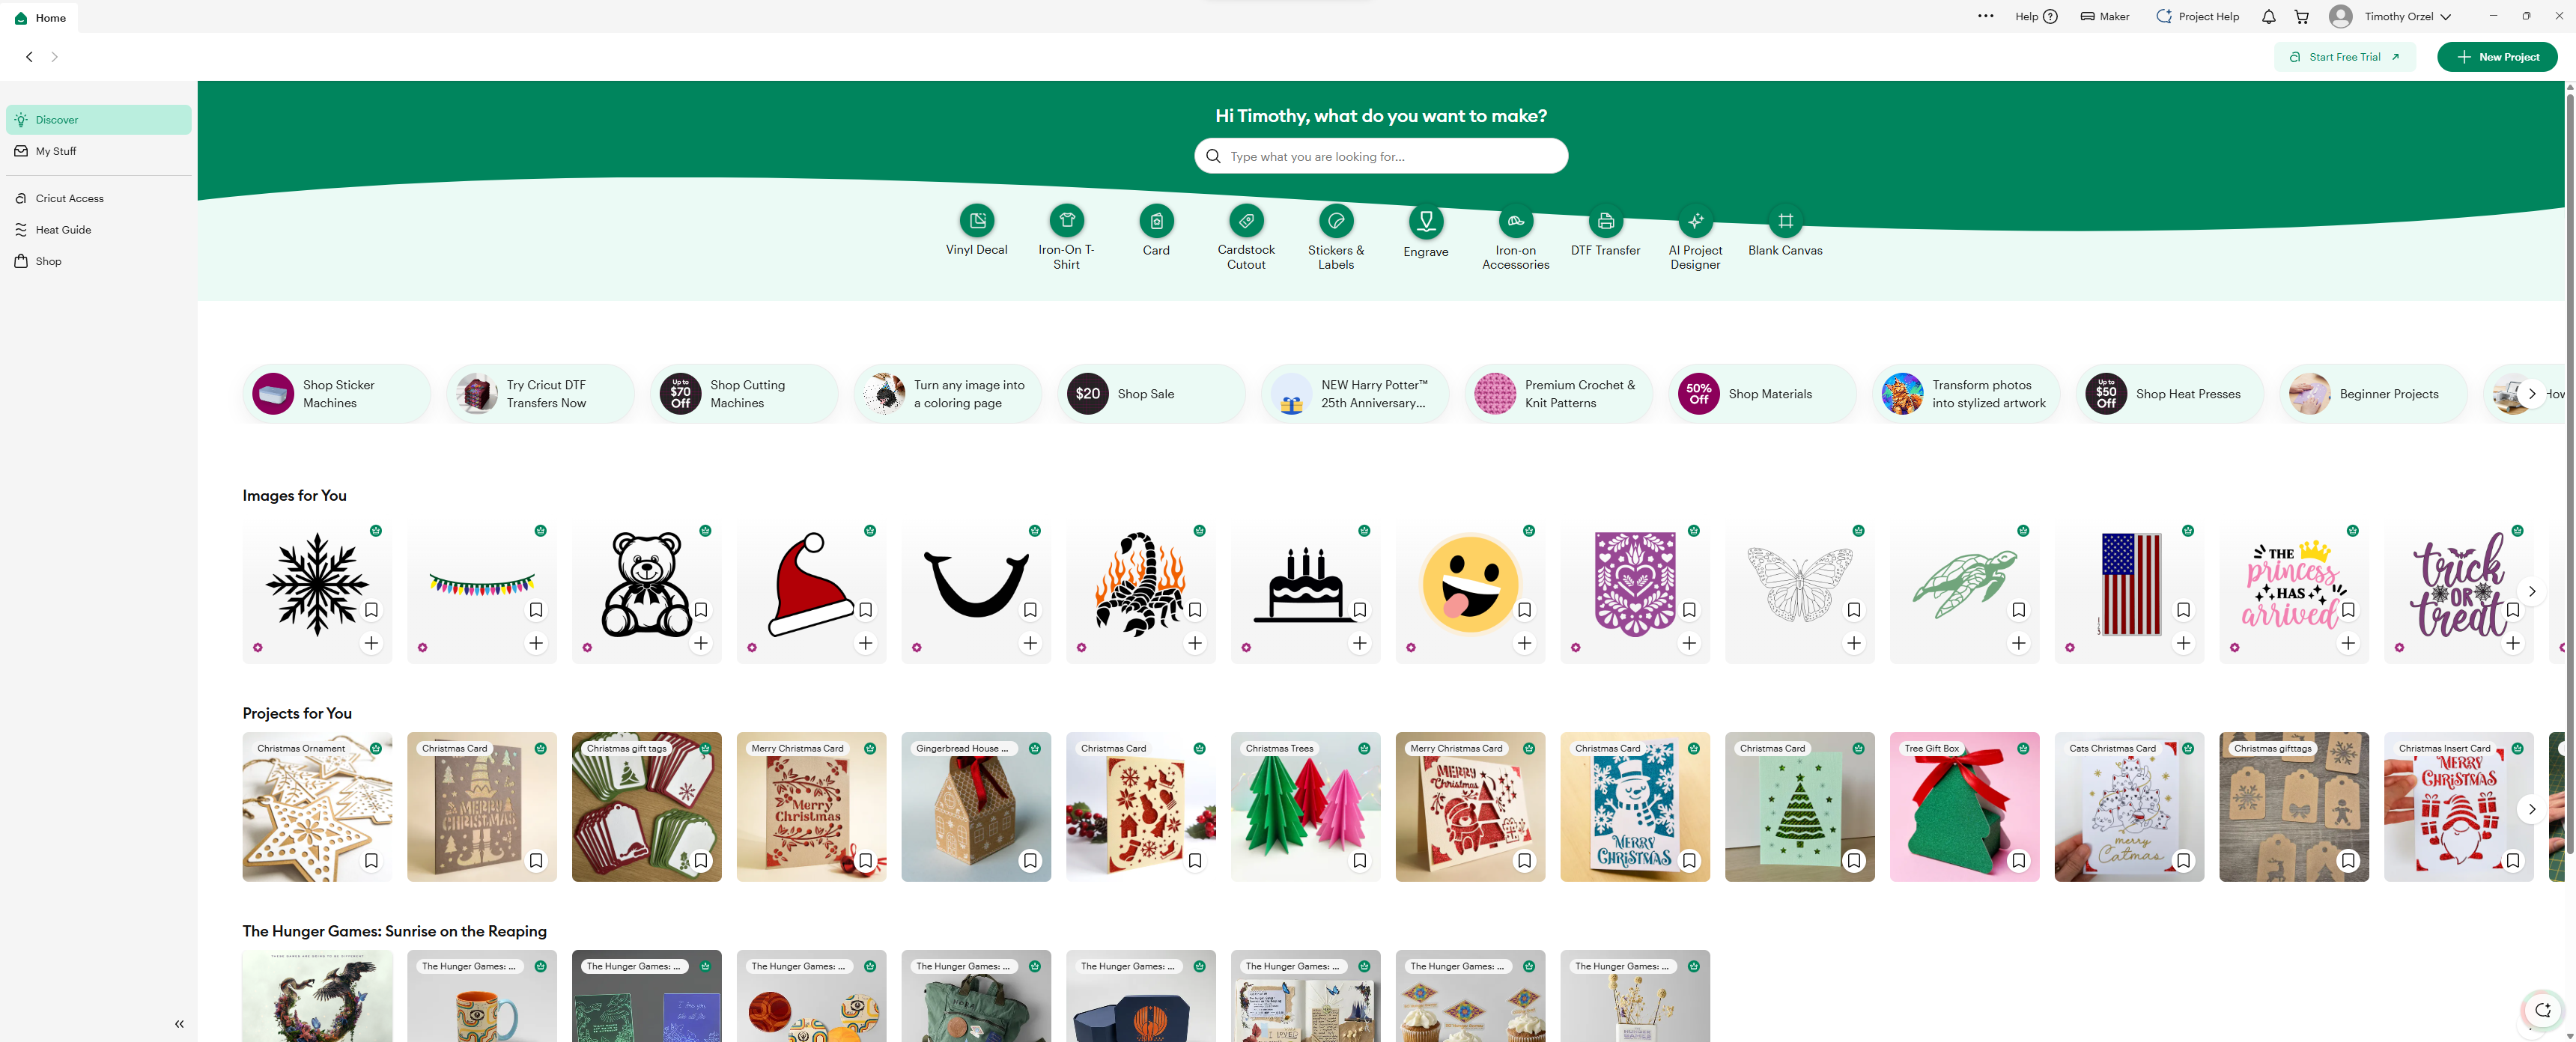 Home
Help
Maker
Project Help
Timothy Orzel
Start Free Trial
New Project
Discover
My Stuff
Cricut Access
Heat Guide
Shop
Hi Timothy, what do you want to make?
Type what you are looking for...
Vinyl Decal
Iron-On T-
Shirt
Card
Cardstock
Cutout
Stickers &
Labels
Engrave
Iron-on
Accessories
DTF Transfer
AI Project
Designer
Blank Canvas
Shop Sticker
Machines
Try Cricut DTF
Transfers Now
Up to
$70
Off
Shop Cutting
Machines
Turn any image into
a coloring page
$20
Shop Sale
NEW Harry Potter™
25th Anniversary...
Premium Crochet &
Knit Patterns
50%
Off
Shop Materials
Transform photos
into stylized artwork
Up to
$50
Off
Shop Heat Presses
Beginner Projects
Images for You
THE
princess
HAS
arrived
trick
OR
treat
Projects for You
Christmas Ornament
Christmas Card
MERRY
CHRISTMAS
Christmas gift tags
Merry Christmas Card
Merry
Christmas
Gingerbread House ...
Christmas Card
Christmas Trees
Merry Christmas Card
MERRY
Christmas
Christmas Card
MERRY
CHRISTMAS
Christmas Card
Tree Gift Box
Cats Christmas Card
merry
Catmas
Christmas gifttags
Christmas Insert Card
MERRY
CHRISTMAS
The Hunger Games: Sunrise on the Reaping
The Hunger Games: ...
The Hunger Games: ...
The Hunger Games: ...
The Hunger Games: ...
The Hunger Games: ...
The Hunger Games: ...
The Hunger Games: ...
The Hunger Games: ...